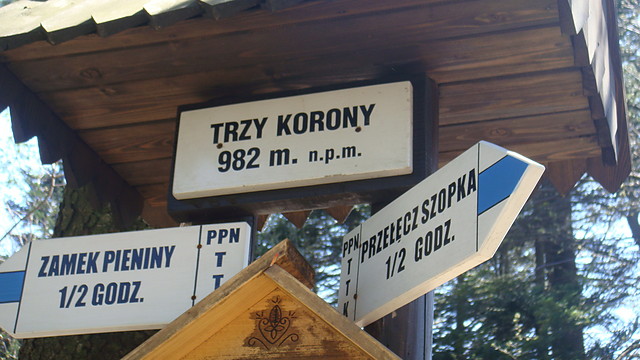 TRZY KORONY
982 m. n.p.m.
ZAMEK PIENINY
1/2 GODZ.
PPN
T
T
PRZEŁĘCZ SZOPKA
1/2 GODZ.
PPN
T
T
K